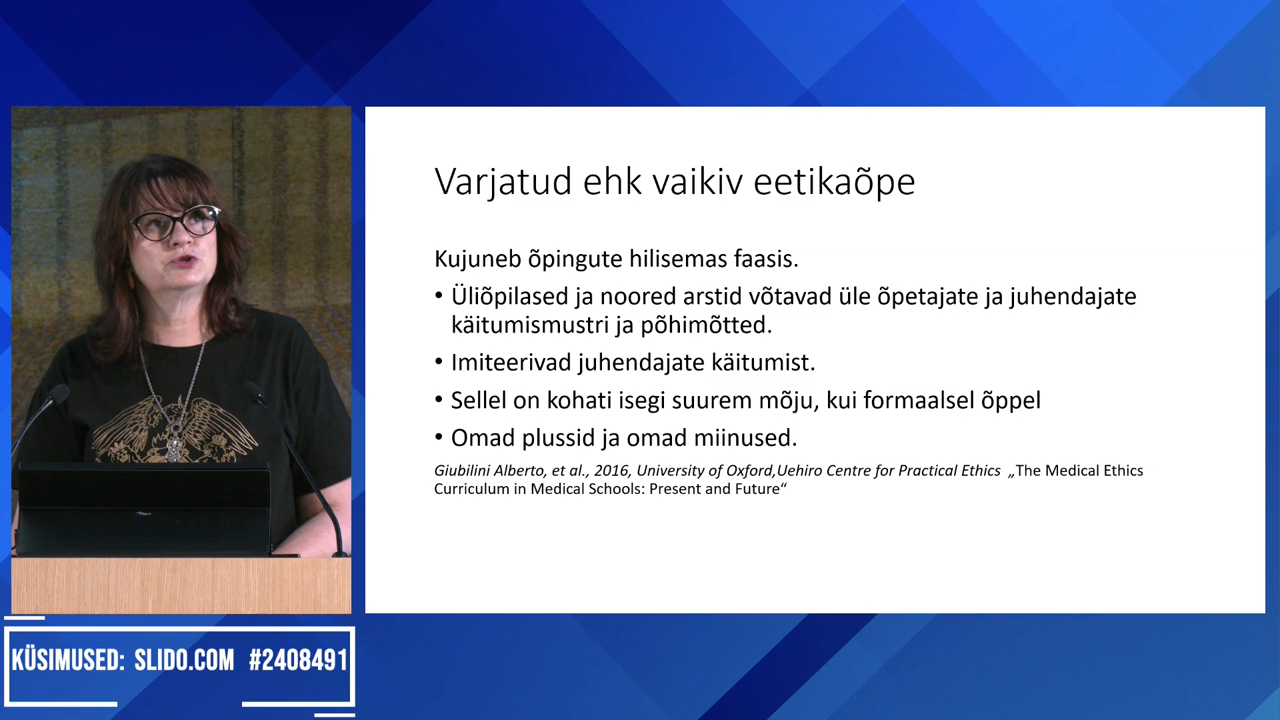 Varjatud ehk vaikiv eetikaõpe
Kujuneb õpingute hilisemas faasis.
• Üliõpilased ja noored arstid võtavad üle õpetajate ja juhendajate
käitumismustri ja põhimõtted.
• Imiteerivad juhendajate käitumist.
• Sellel on kohati isegi suurem mõju, kui formaalsel õppel
• Omad plussid ja omad miinused.
Giubilini Alberto, et al., 2016, University of Oxford,Uehiro Centre for Practical Ethics „The Medical Ethics
Curriculum in Medical Schools: Present and Future“
KÜSIMUSED: SLIDO.COM #2408491